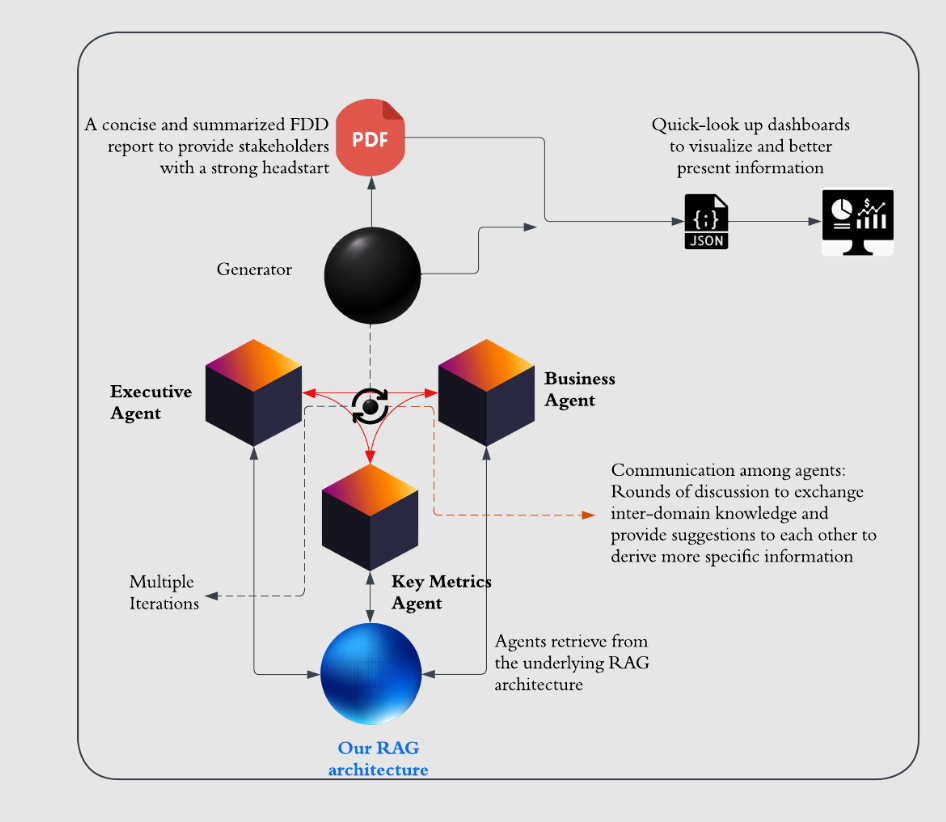 A concise and summarized FDD
report to provide stakeholders
with a strong headstart
PDF
Quick-look up dashboards
to visualize and better
present information
{;}
JSON
$
Generator
Executive
Agent
Business
Agent
Communication among agents:
Rounds of discussion to exchange
inter-domain knowledge and
provide suggestions to each other to
derive more specific information
Multiple
Iterations
Key Metrics
Agent
Agents retrieve from
the underlying RAG
architecture
Our RAG
architecture